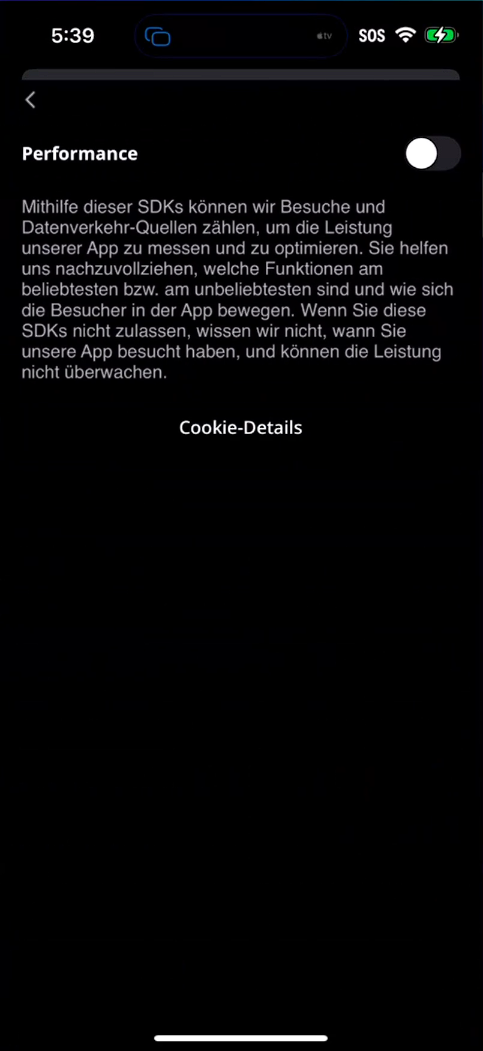 5:39
tv
SOS
Performance
Mithilfe dieser SDKs können wir Besuche und
Datenverkehr-Quellen zählen, um die Leistung
unserer App zu messen und zu optimieren. Sie helfen
uns nachzuvollziehen, welche Funktionen am
beliebtesten bzw. am unbeliebtesten sind und wie sich
die Besucher in der App bewegen. Wenn Sie diese
SDKs nicht zulassen, wissen wir nicht, wann Sie
unsere App besucht haben, und können die Leistung
nicht überwachen.
Cookie-Details